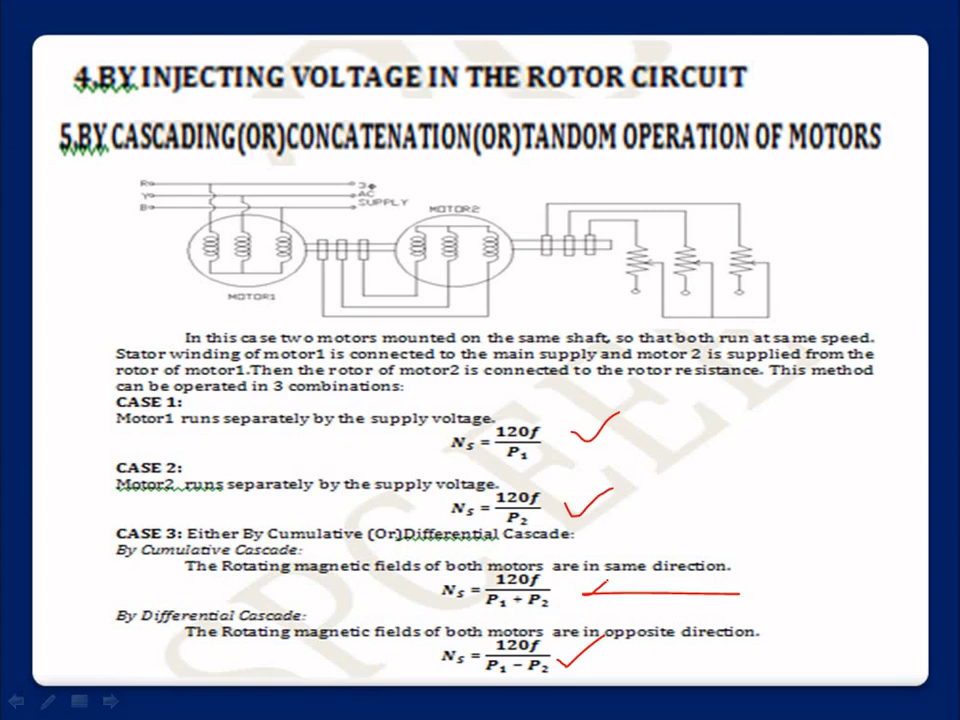 4.BY INJECTING VOLTAGE IN THE ROTOR CIRCUIT
5.BY CASCADING(OR)CONCATENATION(OR)TANDOM OPERATION OF MOTORS
R
Y
B
3ϕ
AC
SUPPLY
MOTOR1
MOTOR2
In this case two motors mounted on the same shaft, so that both run at same speed.
Stator winding of motor1 is connected to the main supply and motor 2 is supplied from the
rotor of motor1.Then the rotor of motor2 is connected to the rotor resistance. This method
can be operated in 3 combinations:
CASE 1:
Motor1 runs separately by the supply voltage.
N_S = 120f / P_1
CASE 2:
Motor2 runs separately by the supply voltage.
N_S = 120f / P_2
CASE 3: Either By Cumulative (Or)Differential Cascade:
By Cumulative Cascade:
The Rotating magnetic fields of both motors are in same direction.
N_S = 120f / P_1 + P_2
By Differential Cascade:
The Rotating magnetic fields of both motors are in opposite direction.
N_S = 120f / P_1 − P_2